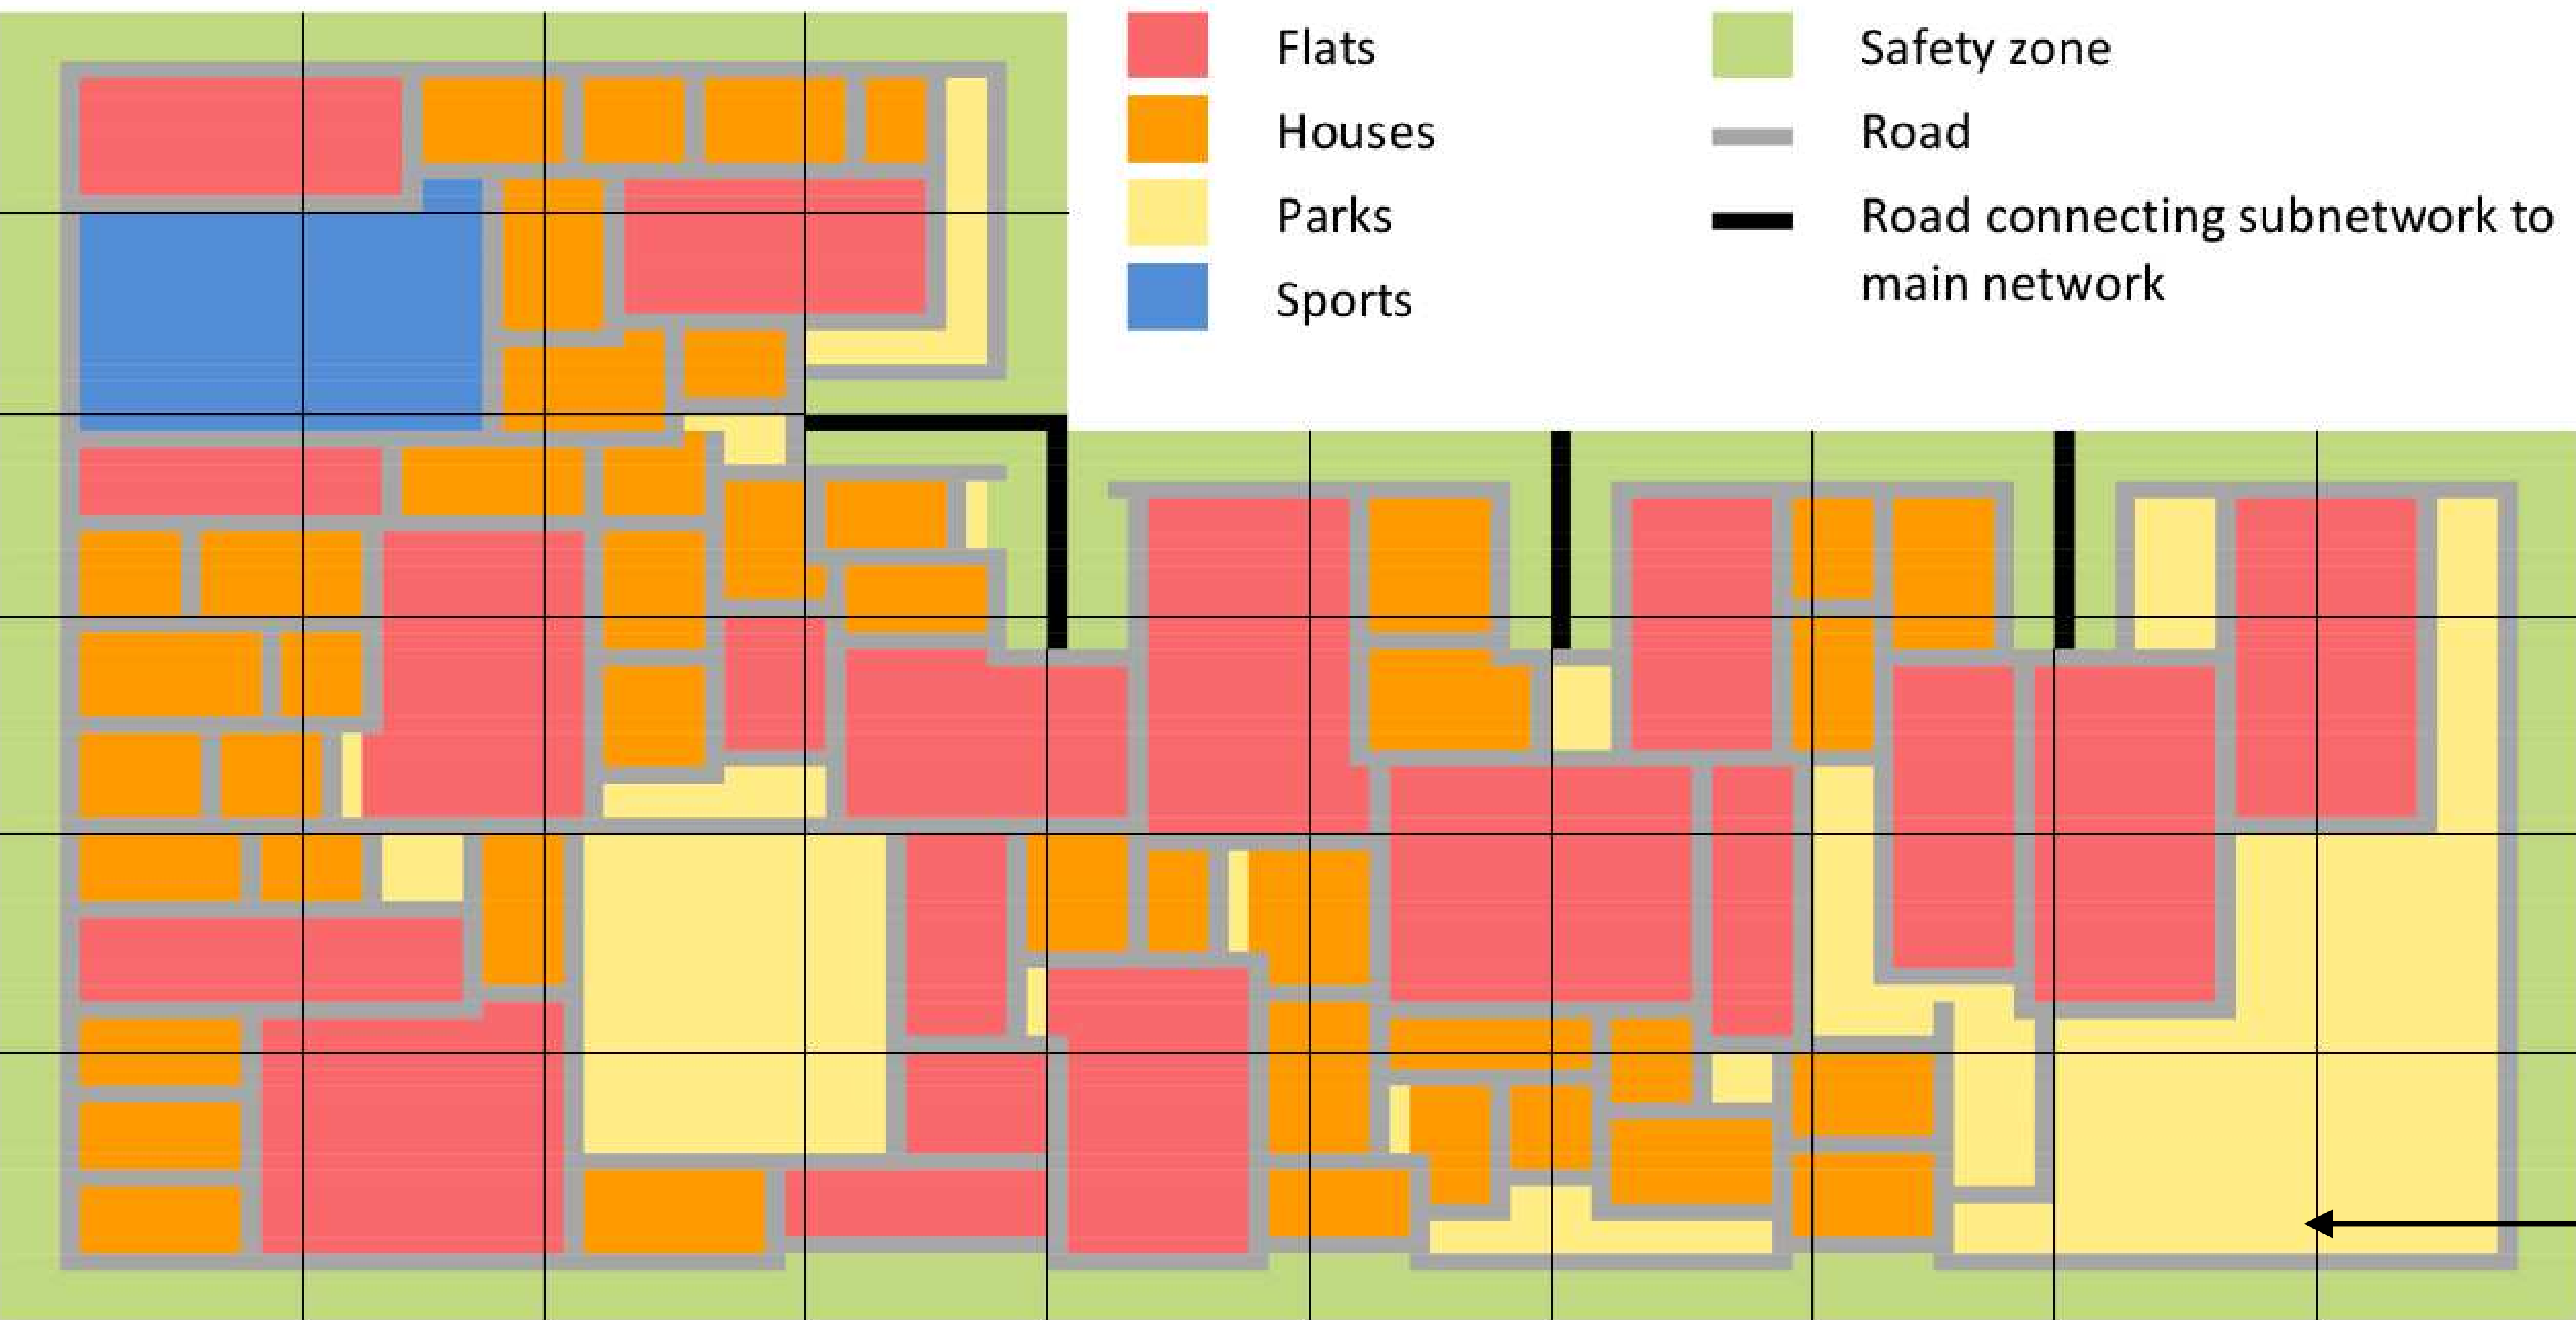 Flats
Houses
Parks
Sports
Safety zone
Road
Road connecting subnetwork to
main network